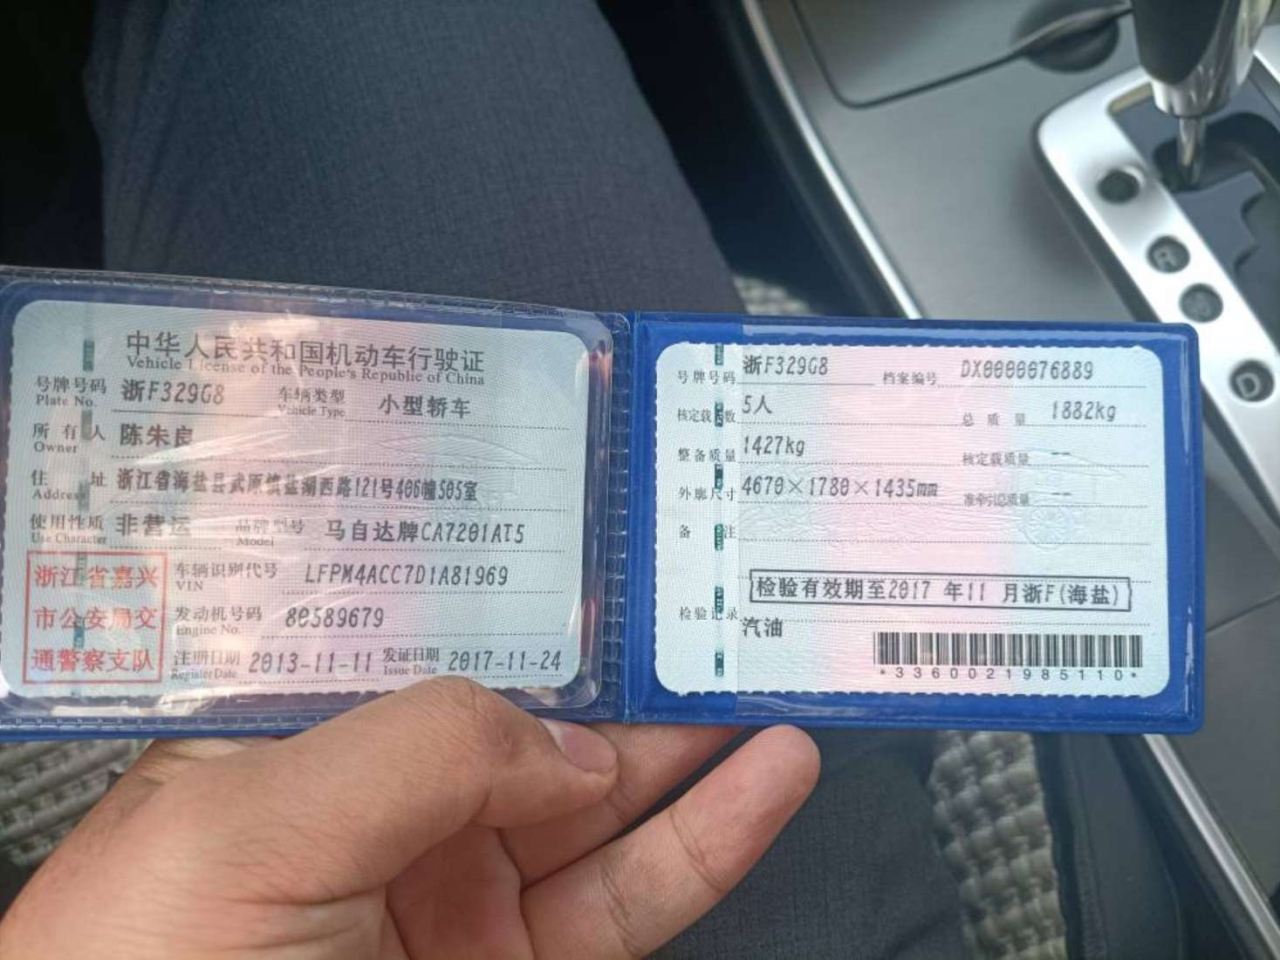 中华人民共和国机动车行驶证
Vehicle License of the People's Republic of China
号牌号码 浙F329G8 车辆类型 小型轿车
Plate No. Vehicle Type
所有人 陈朱良
Owner
住址 浙江省海盐县武原镇盐湖西路121号406幢505室
Address
使用性质 非营运 品牌型号 马自达牌CA7201AT5
Use Character Model
浙江省嘉兴
市公安局交
通警察支队
车辆识别代号 LFPM4ACC7D1A81969
VIN
发动机号码 80589679
Engine No.
注册日期 2013-11-11 发证日期 2017-11-24
Register Date Issue Date
号牌号码 浙F329G8 档案编号 DX0000076889
核定载数 5人 总质量 1882kg
整备质量 1427kg 核定载质量 --
外廓尺寸 4670×1780×1435mm 准牵引总质量 --
备注
检验有效期至2017 年11 月浙F(海盐)
检验记录
汽油
*3360021985110*
R
N
D